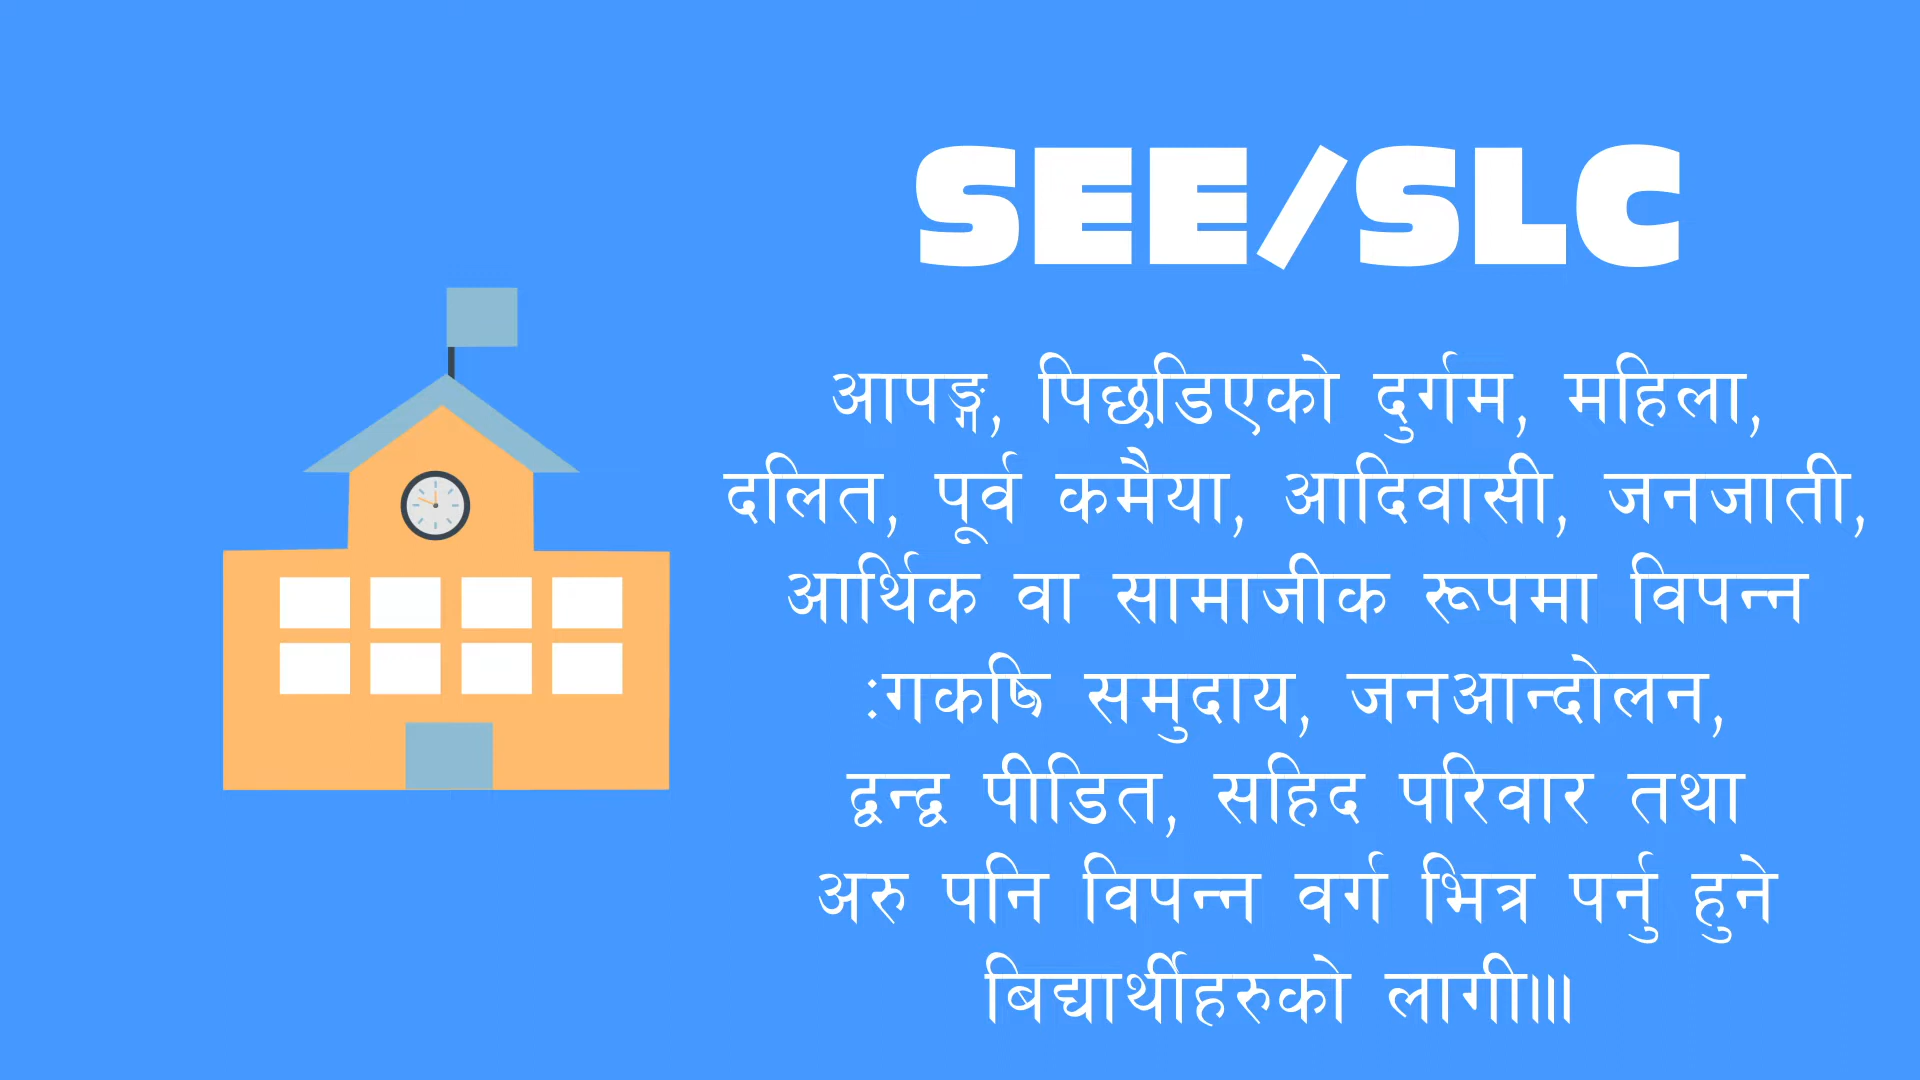 SEE/SLC
आपङ्ग, पिछडिएको दुर्गम, महिला,
दलित, पूर्व कमैया, आदिवासी, जनजाती,
आर्थिक वा सामाजीक रूपमा विपन्न
:गकषि समुदाय, जनआन्दोलन,
द्वन्द्व पीडित, सहिद परिवार तथा
अरु पनि विपन्न वर्ग भित्र पर्नु हुने
बिद्यार्थीहरुको लागी॥।